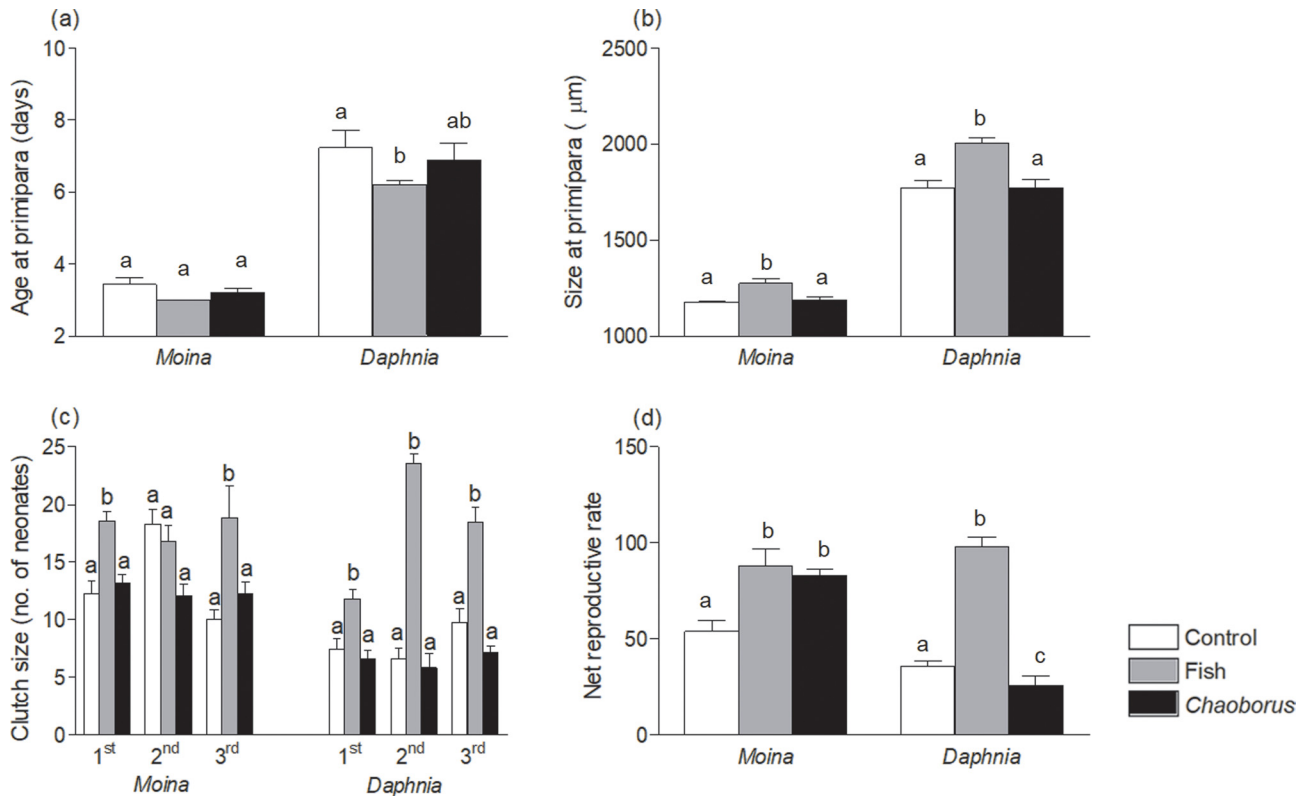 (a)
Age at primipara (days)
10
8
6
4
2
a
a
a
a
b
ab
Moina
Daphnia
(b)
Size at primípara ( μm)
2500
2000
1500
1000
a
b
a
a
b
a
Moina
Daphnia
(c)
Clutch size (no. of neonates)
25
20
15
10
5
0
a
b
a
a
a
a
a
b
a
a
b
a
a
b
a
a
b
a
1st
2nd
3rd
1st
2nd
3rd
Moina
Daphnia
(d)
Net reproductive rate
150
100
50
0
a
b
b
a
b
c
Moina
Daphnia
Control
Fish
Chaoborus